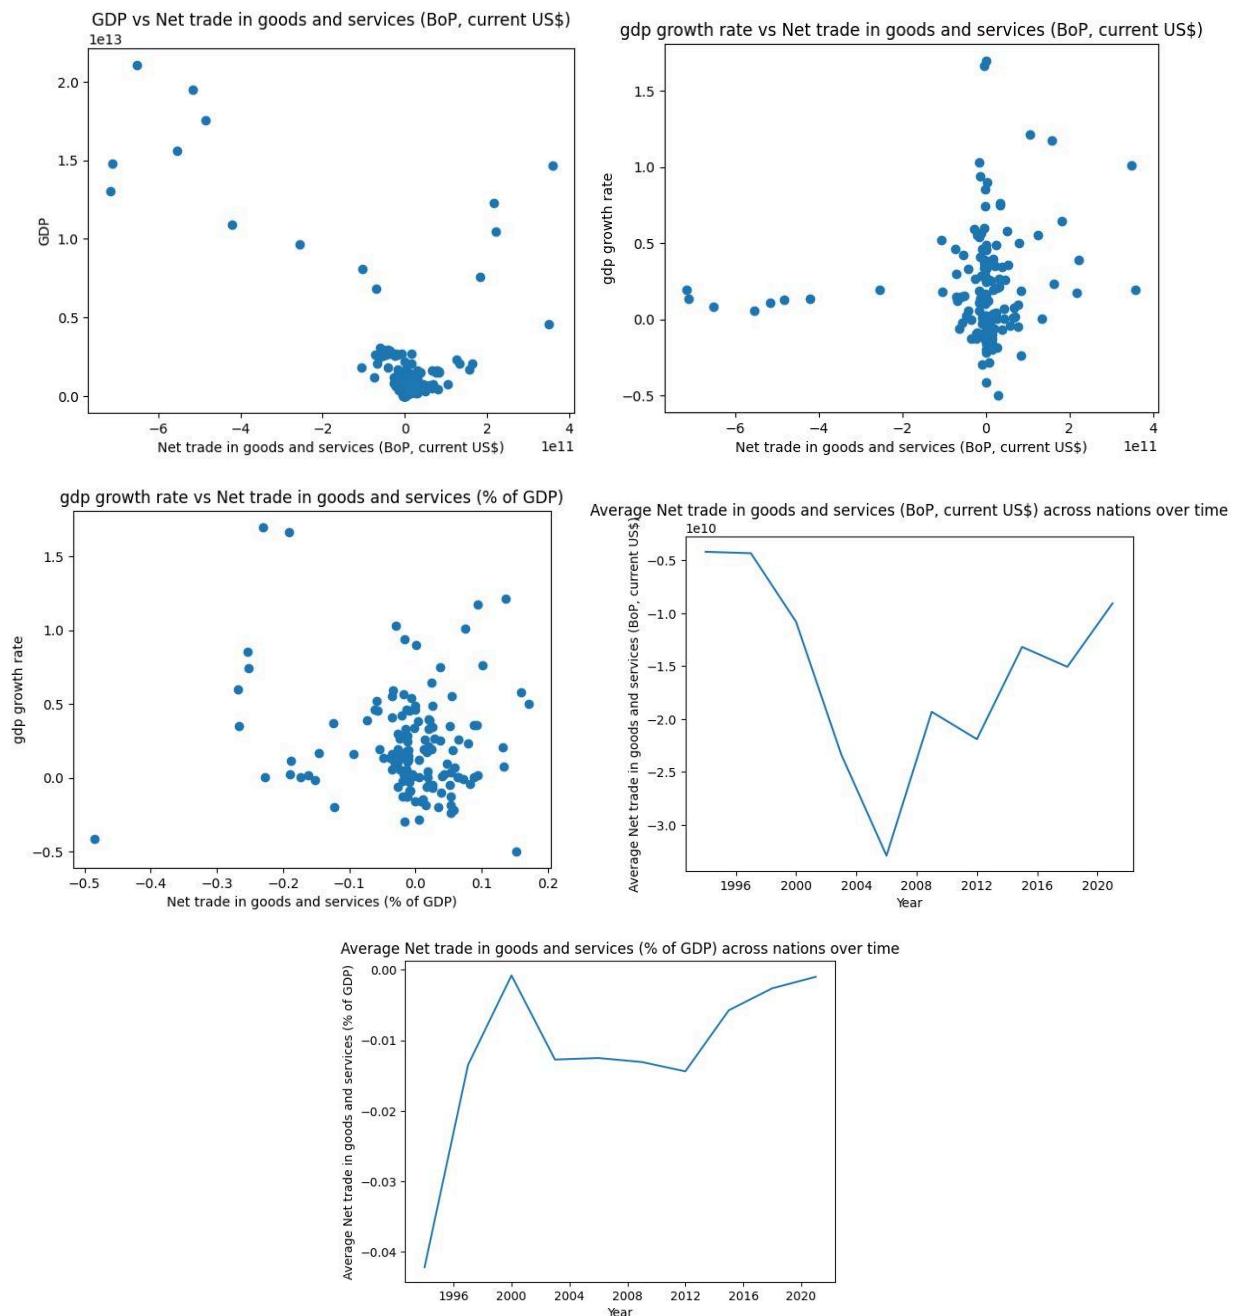 GDP vs Net trade in goods and services (BoP, current US$)
1e13
2.0
1.5
1.0
0.5
0.0
GDP
−6 −4 −2 0 2 4
1e11
Net trade in goods and services (BoP, current US$)
gdp growth rate vs Net trade in goods and services (BoP, current US$)
1.5
1.0
0.5
0.0
−0.5
gdp growth rate
−6 −4 −2 0 2 4
1e11
Net trade in goods and services (BoP, current US$)
gdp growth rate vs Net trade in goods and services (% of GDP)
1.5
1.0
0.5
0.0
−0.5
gdp growth rate
−0.5 −0.4 −0.3 −0.2 −0.1 0.0 0.1 0.2
Net trade in goods and services (% of GDP)
Average Net trade in goods and services (BoP, current US$) across nations over time
1e10
−0.5
−1.0
−1.5
−2.0
−2.5
−3.0
Average Net trade in goods and services (BoP, current US$)
1996 2000 2004 2008 2012 2016 2020
Year
Average Net trade in goods and services (% of GDP) across nations over time
0.00
−0.01
−0.02
−0.03
−0.04
Average Net trade in goods and services (% of GDP)
1996 2000 2004 2008 2012 2016 2020
Year